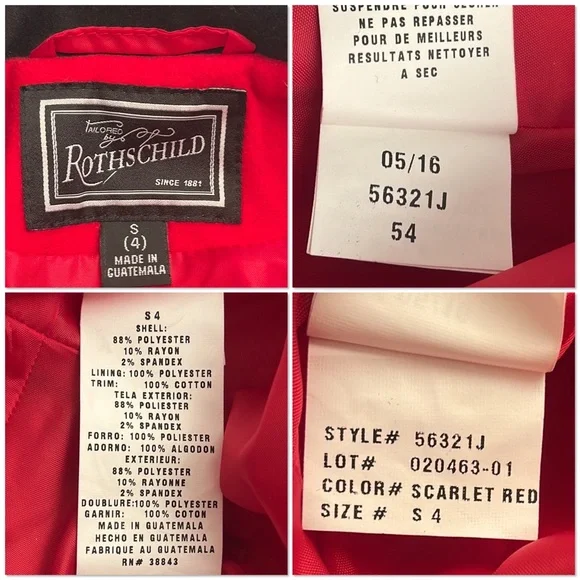 TAILORED
by
ROTHSCHILD
SINCE 1881
S
(4)
MADE IN
GUATEMALA
SUSPENDRE POUR SÉCHER
NE PAS REPASSER
POUR DE MEILLEURS
RESULTATS NETTOYER
A SEC
05/16
56321J
54
S 4
SHELL:
88% POLYESTER
10% RAYON
2% SPANDEX
LINING: 100% POLYESTER
TRIM: 100% COTTON
TELA EXTERIOR:
88% POLIESTER
10% RAYON
2% SPANDEX
FORRO: 100% POLIESTER
ADORNO: 100% ALGODON
EXTERIEUR:
88% POLYESTER
10% RAYONNE
2% SPANDEX
DOUBLURE:100% POLYESTER
GARNIR: 100% COTON
MADE IN GUATEMALA
HECHO EN GUATEMALA
FABRIQUE AU GUATEMALA
RN# 38843
STYLE# 56321J
LOT# 020463-01
COLOR# SCARLET RED
SIZE # S 4